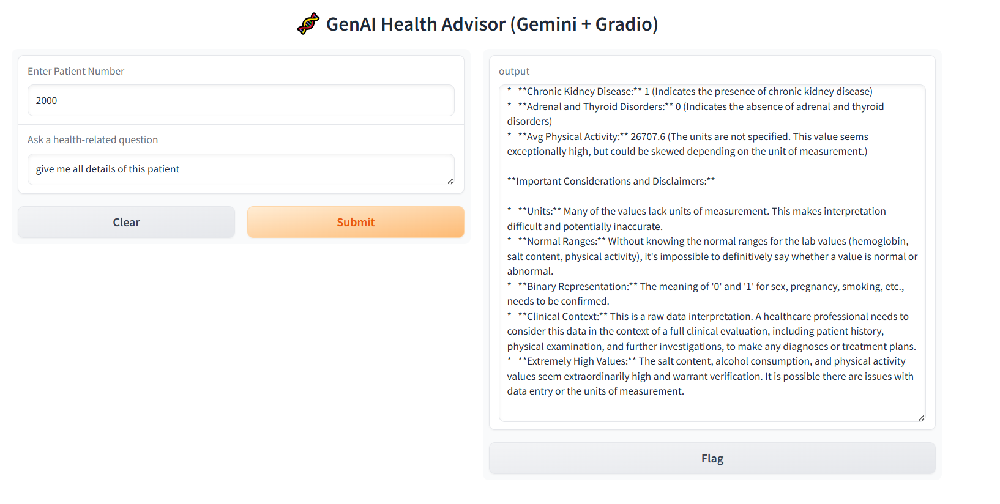 GenAI Health Advisor (Gemini + Gradio)
Enter Patient Number
2000
Ask a health-related question
give me all details of this patient
Clear
Submit
output
*   **Chronic Kidney Disease:** 1 (Indicates the presence of chronic kidney disease)
*   **Adrenal and Thyroid Disorders:** 0 (Indicates the absence of adrenal and thyroid
disorders)
*   **Avg Physical Activity:** 26707.6 (The units are not specified. This value seems
exceptionally high, but could be skewed depending on the unit of measurement.)
**Important Considerations and Disclaimers:**
*   **Units:** Many of the values lack units of measurement. This makes interpretation
difficult and potentially inaccurate.
*   **Normal Ranges:** Without knowing the normal ranges for the lab values (hemoglobin,
salt content, physical activity), it's impossible to definitively say whether a value is normal or
abnormal.
*   **Binary Representation:** The meaning of '0' and '1' for sex, pregnancy, smoking, etc.,
needs to be confirmed.
*   **Clinical Context:** This is a raw data interpretation. A healthcare professional needs to
consider this data in the context of a full clinical evaluation, including patient history,
physical examination, and further investigations, to make any diagnoses or treatment plans.
*   **Extremely High Values:** The salt content, alcohol consumption, and physical activity
values seem extraordinarily high and warrant verification. It is possible there are issues with
data entry or the units of measurement.
Flag